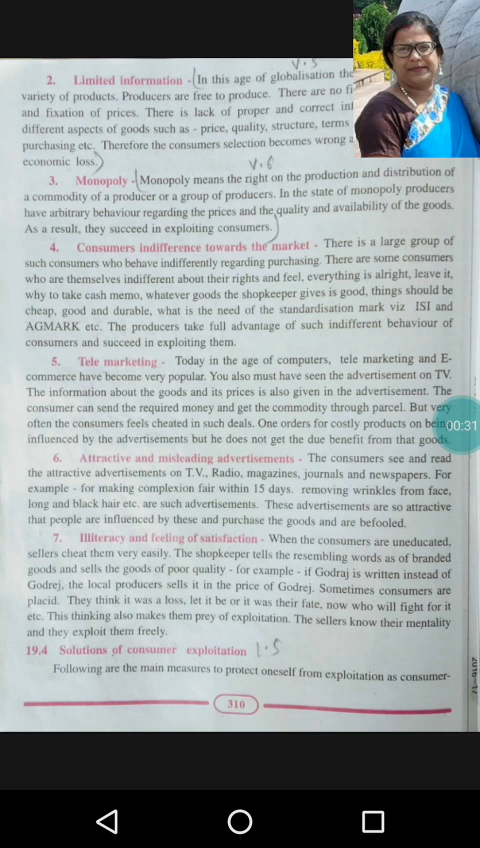 V.S
2. Limited information - In this age of globalisation the
variety of products. Producers are free to produce. There are no fi
and fixation of prices. There is lack of proper and correct inf
different aspects of goods such as - price, quality, structure, terms
purchasing etc. Therefore the consumers selection becomes wrong a
economic loss.
3. Monopoly - Monopoly means the right on the production and distribution of
a commodity of a producer or a group of producers. In the state of monopoly producers
have arbitrary behaviour regarding the prices and the quality and availability of the goods.
As a result, they succeed in exploiting consumers.
4. Consumers indifference towards the market - There is a large group of
such consumers who behave indifferently regarding purchasing. There are some consumers
who are themselves indifferent about their rights and feel, everything is alright, leave it,
why to take cash memo, whatever goods the shopkeeper gives is good, things should be
cheap, good and durable, what is the need of the standardisation mark viz ISI and
AGMARK etc. The producers take full advantage of such indifferent behaviour of
consumers and succeed in exploiting them.
5. Tele marketing - Today in the age of computers, tele marketing and E-
commerce have become very popular. You also must have seen the advertisement on TV.
The information about the goods and its prices is also given in the advertisement. The
consumer can send the required money and get the commodity through parcel. But very
often the consumers feels cheated in such deals. One orders for costly products on bein
00:31
influenced by the advertisements but he does not get the due benefit from that goods.
6. Attractive and misleading advertisements - The consumers see and read
the attractive advertisements on T.V., Radio, magazines, journals and newspapers. For
example - for making complexion fair within 15 days. removing wrinkles from face,
long and black hair etc. are such advertisements. These advertisements are so attractive
that people are influenced by these and purchase the goods and are befooled.
7. Illiteracy and feeling of satisfaction - When the consumers are uneducated,
sellers cheat them very easily. The shopkeeper tells the resembling words as of branded
goods and sells the goods of poor quality - for example - if Godraj is written instead of
Godrej, the local producers sells it in the price of Godrej. Sometimes consumers are
placid. They think it was a loss, let it be or it was their fate, now who will fight for it
etc. This thinking also makes them prey of exploitation. The sellers know their mentality
and they exploit them freely.
19.4 Solutions of consumer exploitation
Following are the main measures to protect oneself from exploitation as consumer-
310